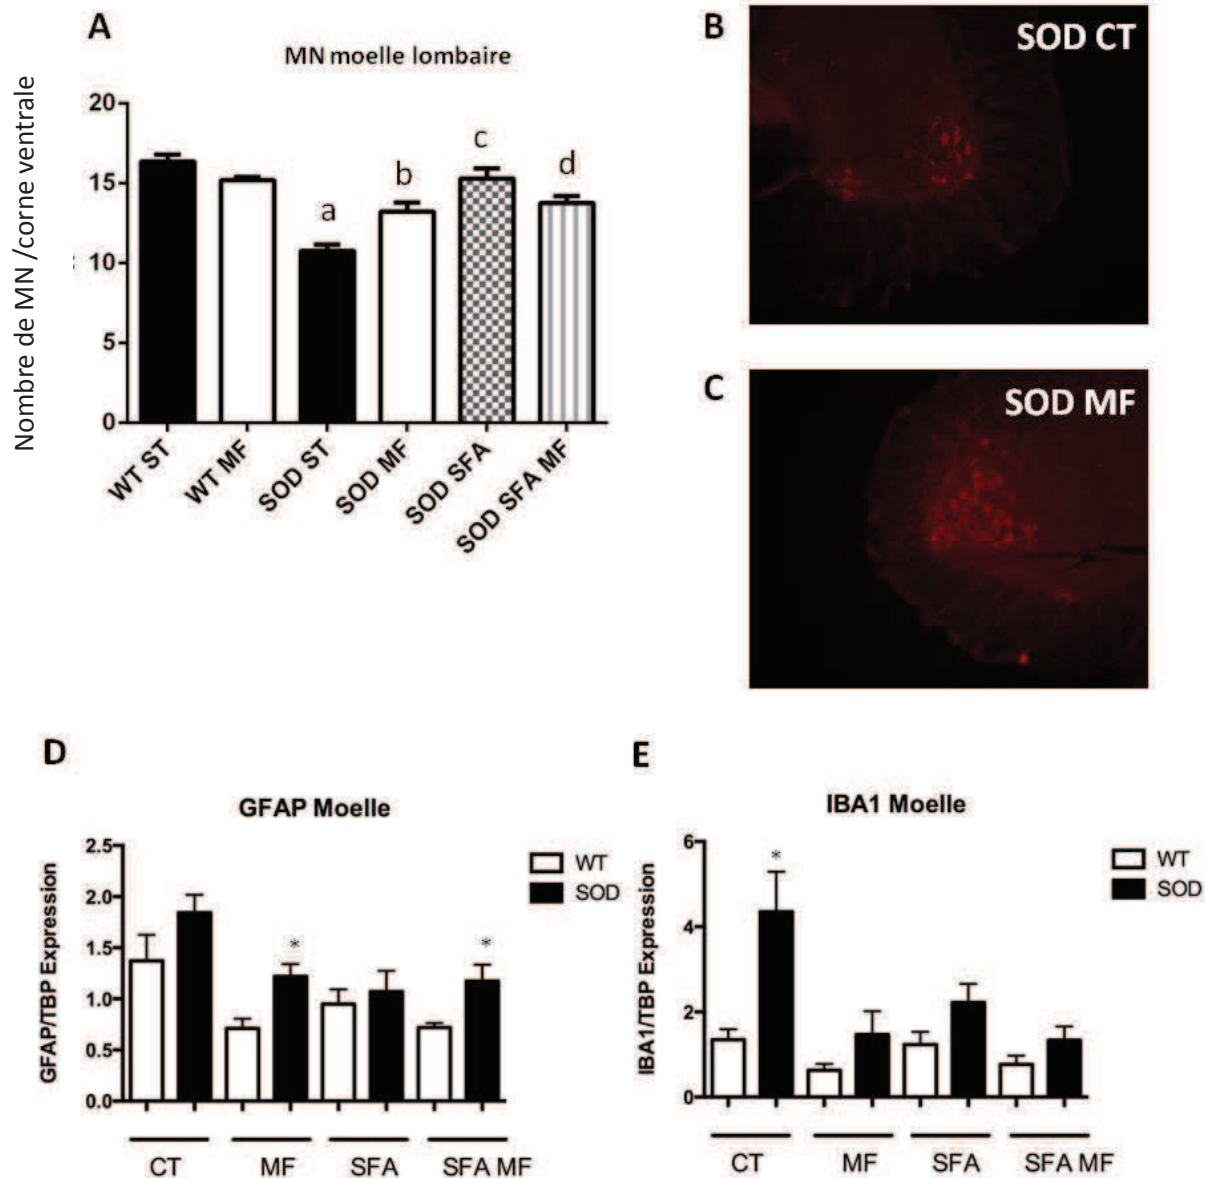 A
MN moelle lombaire
Nombre de MN /corne ventrale
20
15
10
5
0
a
b
c
d
WT ST
WT MF
SOD ST
SOD MF
SOD SFA
SOD SFA MF
B
SOD CT
C
SOD MF
D
GFAP Moelle
GFAP/TBP Expression
2.5
2.0
1.5
1.0
0.5
0.0
*
*
WT
SOD
CT
MF
SFA
SFA MF
E
IBA1 Moelle
IBA1/TBP Expression
6
4
2
0
*
WT
SOD
CT
MF
SFA
SFA MF